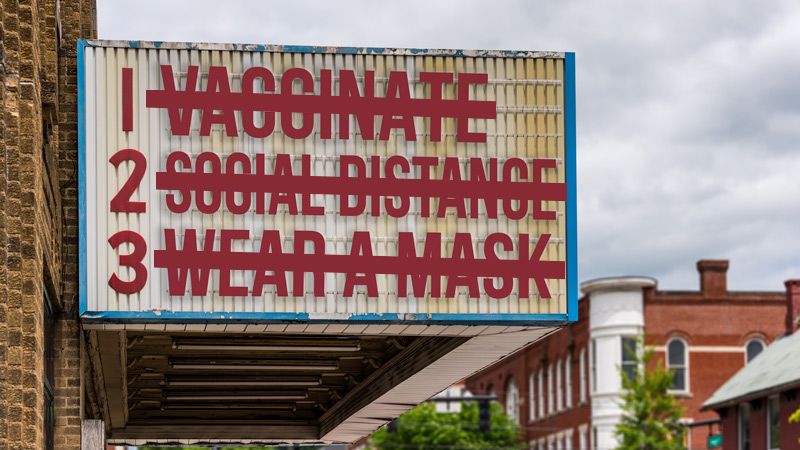 1 VACCINATE
2 SOCIAL DISTANCE
3 WEAR A MASK